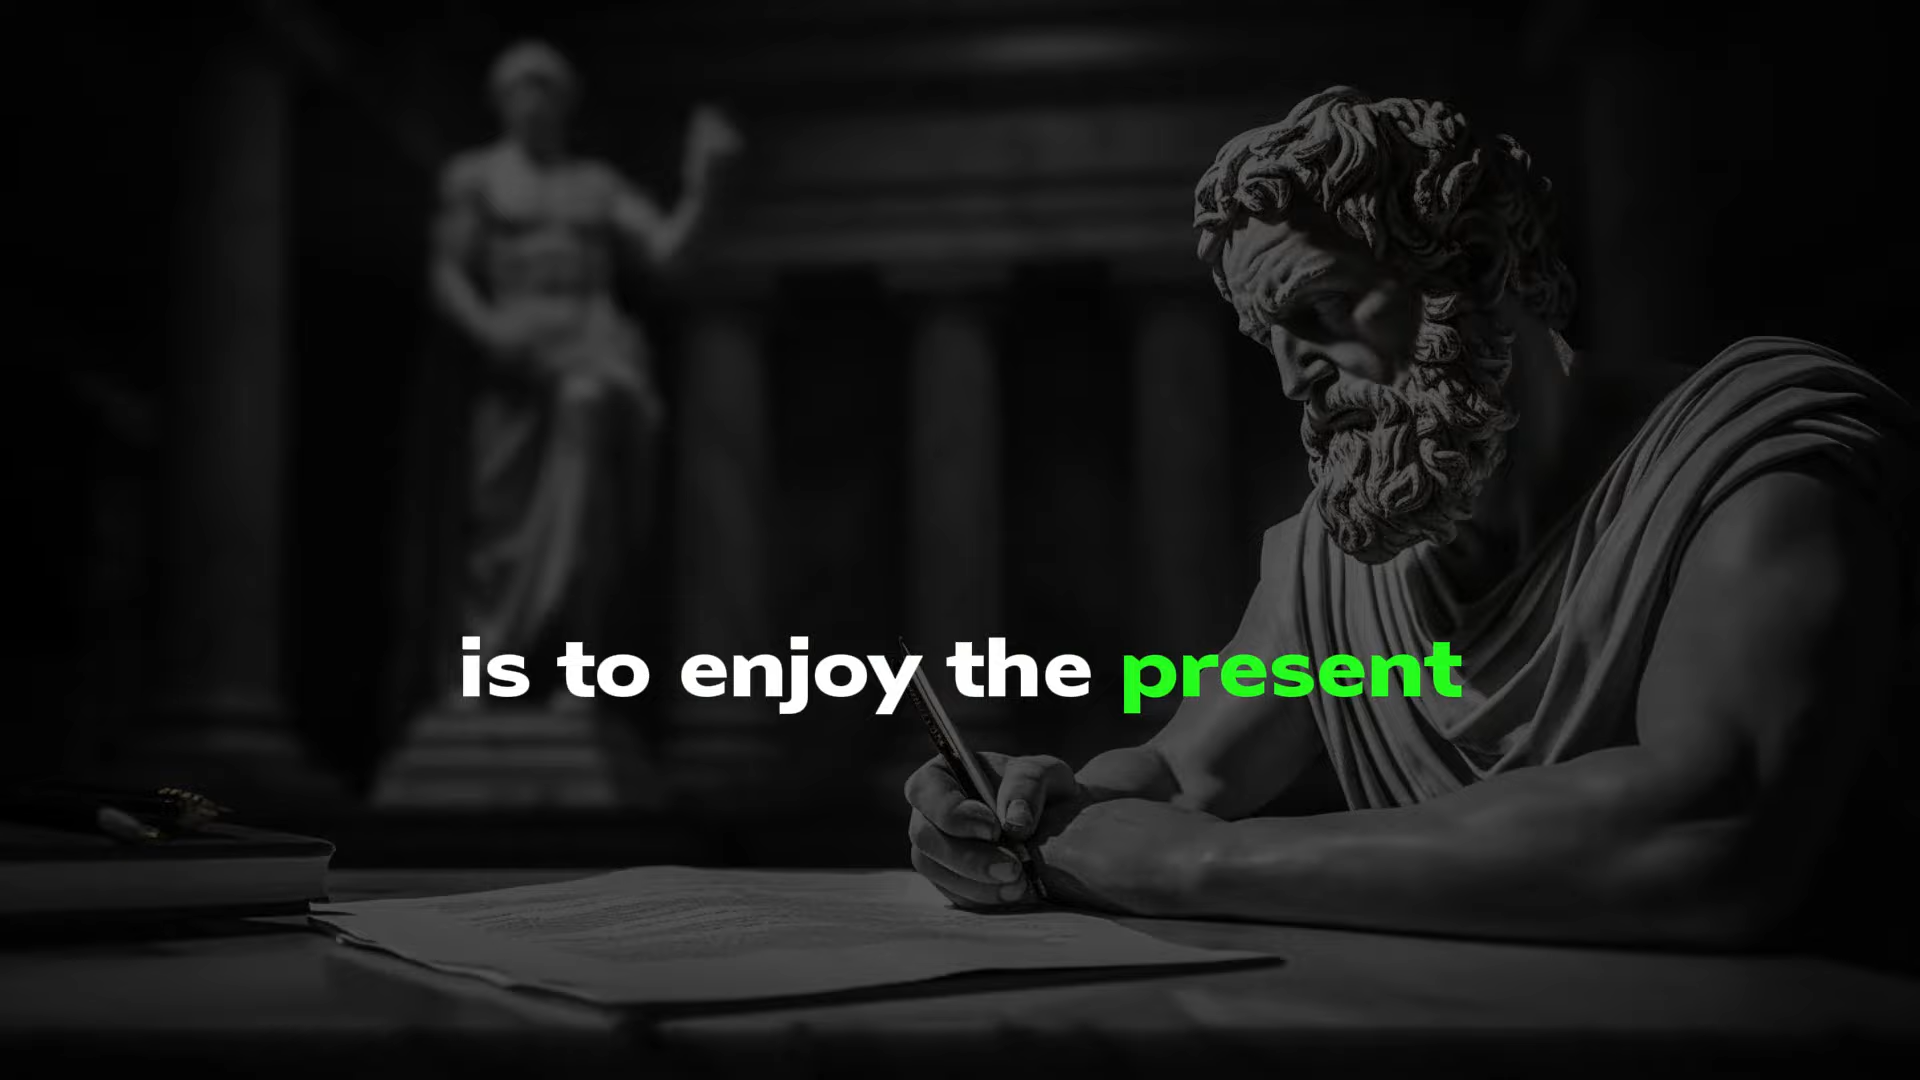 is to enjoy the present